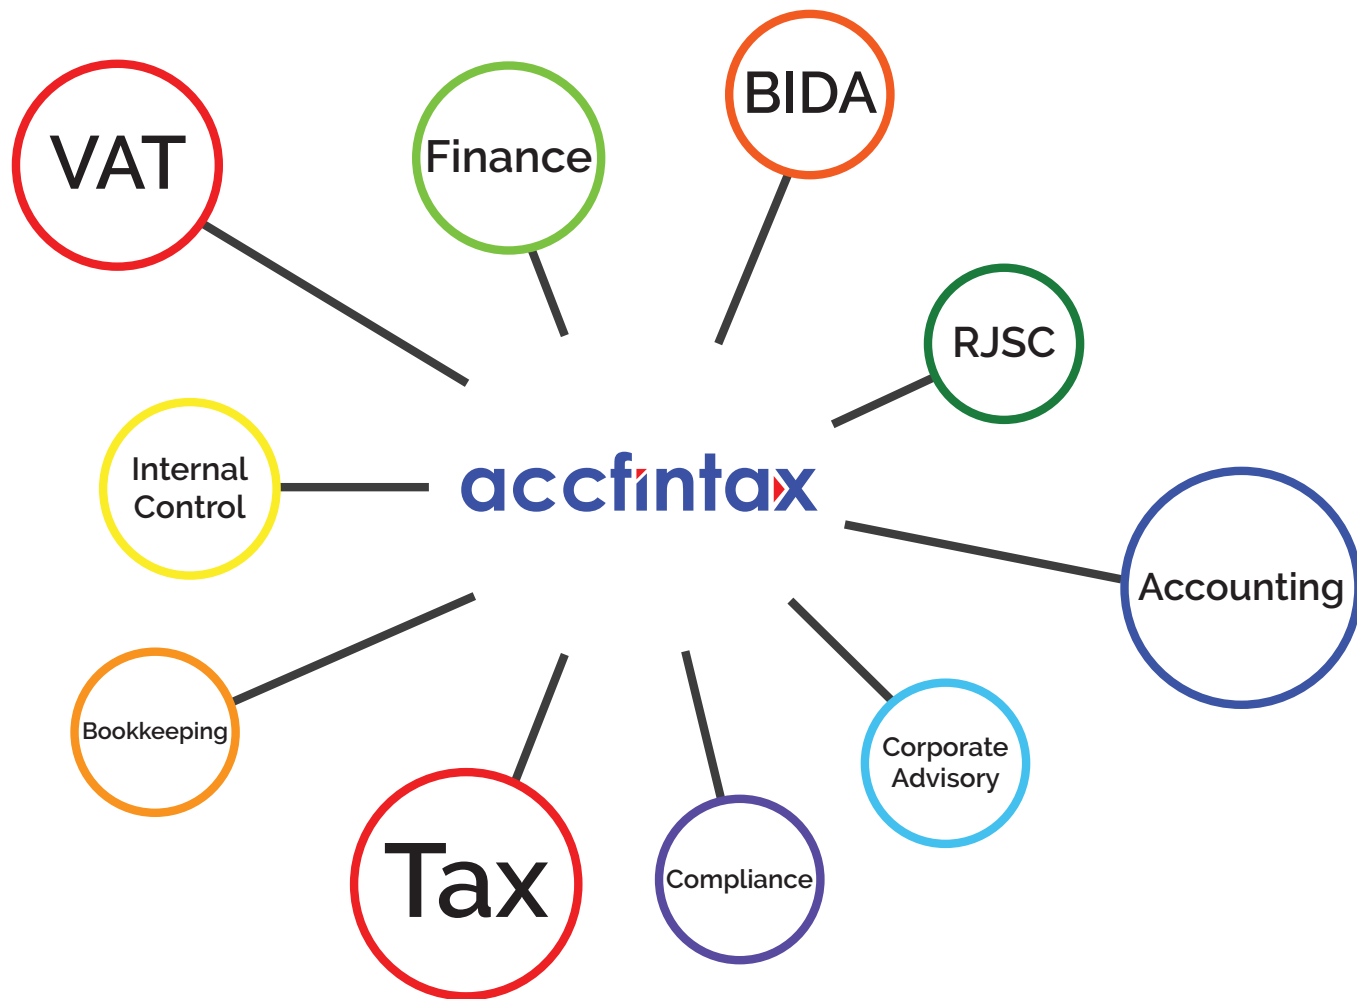 BIDA
VAT
Finance
RJSC
Internal
Control
accfintax
Accounting
Bookkeeping
Corporate
Advisory
Tax
Compliance